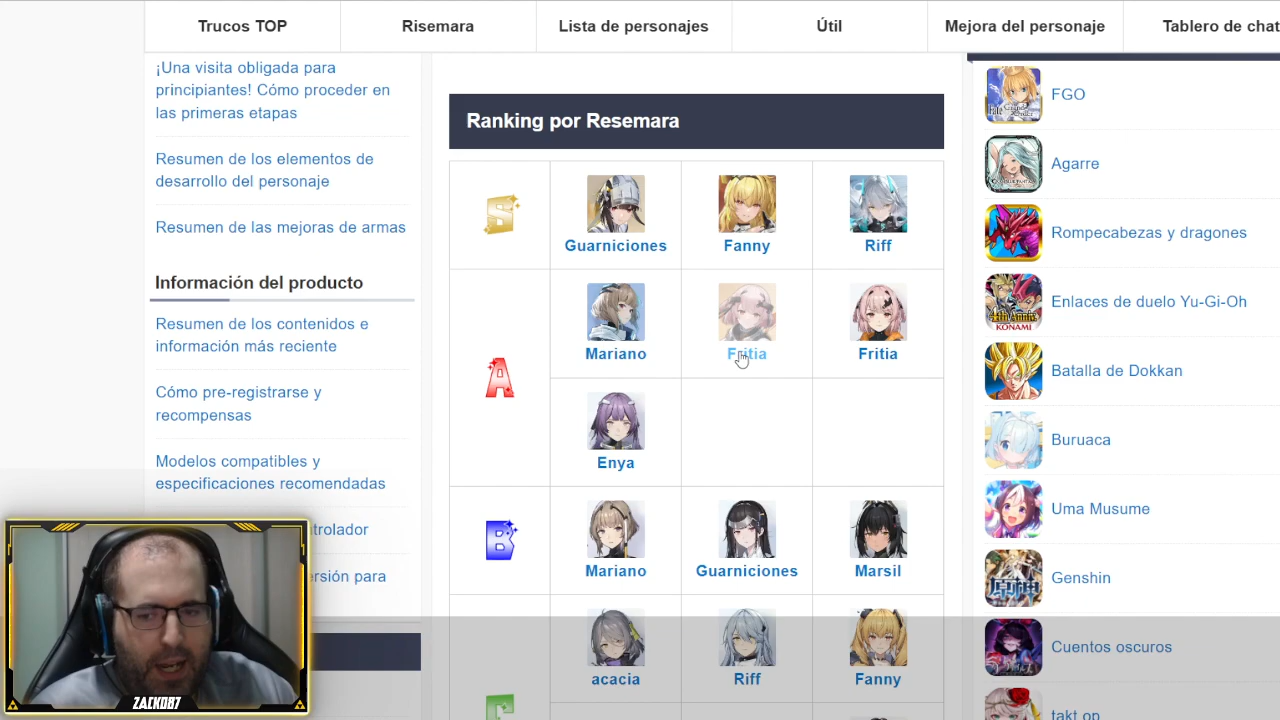 Trucos TOP
Risemara
Lista de personajes
Útil
Mejora del personaje
Tablero de chat
¡Una visita obligada para
principiantes! Cómo proceder en
las primeras etapas
Resumen de los elementos de
desarrollo del personaje
Resumen de las mejoras de armas
Información del producto
Resumen de los contenidos e
información más reciente
Cómo pre-registrarse y
recompensas
Modelos compatibles y
especificaciones recomendadas
Ranking por Resemara
S
Guarniciones
Fanny
Riff
A
Mariano
Fritia
Fritia
Enya
B
Mariano
Guarniciones
Marsil
acacia
Riff
Fanny
FGO
Agarre
Rompecabezas y dragones
Enlaces de duelo Yu-Gi-Oh
KONAMI
Batalla de Dokkan
Buruaca
Uma Musume
Genshin
Cuentos oscuros
takt op
ZACK087